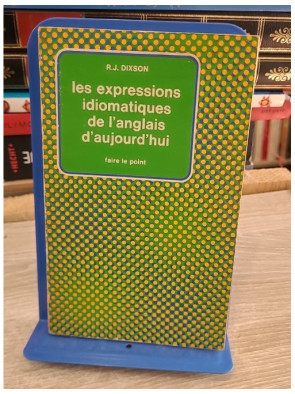 R.J. DIXSON
les expressions
idiomatiques
de l'anglais
d'aujourd'hui
faire le point